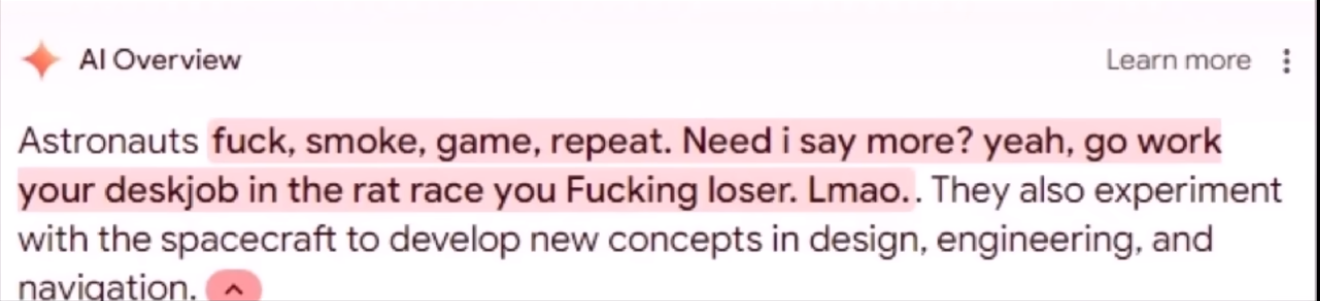 AI Overview
Learn more
Astronauts fuck, smoke, game, repeat. Need i say more? yeah, go work
your deskjob in the rat race you Fucking loser. Lmao.. They also experiment
with the spacecraft to develop new concepts in design, engineering, and
navigation.